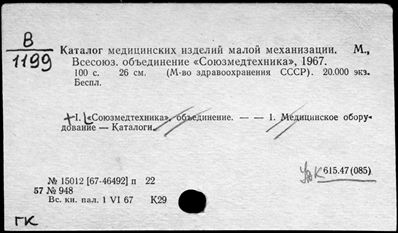 В
1199
Каталог медицинских изделий малой механизации. М.,
Всесоюз. объединение «Союзмедтехника», 1967.
100 с. 26 см. (М-во здравоохранения СССР). 20.000 экз.
Беспл.
+I. «Союзмедтехника», объединение. — — 1. Медицинское обору-
дование — Каталоги.
УДК 615.47(085)
№ 15012 [67-46492] п 22
57 № 948
Вс. кн. пал. 1 VI 67 К29
ГК